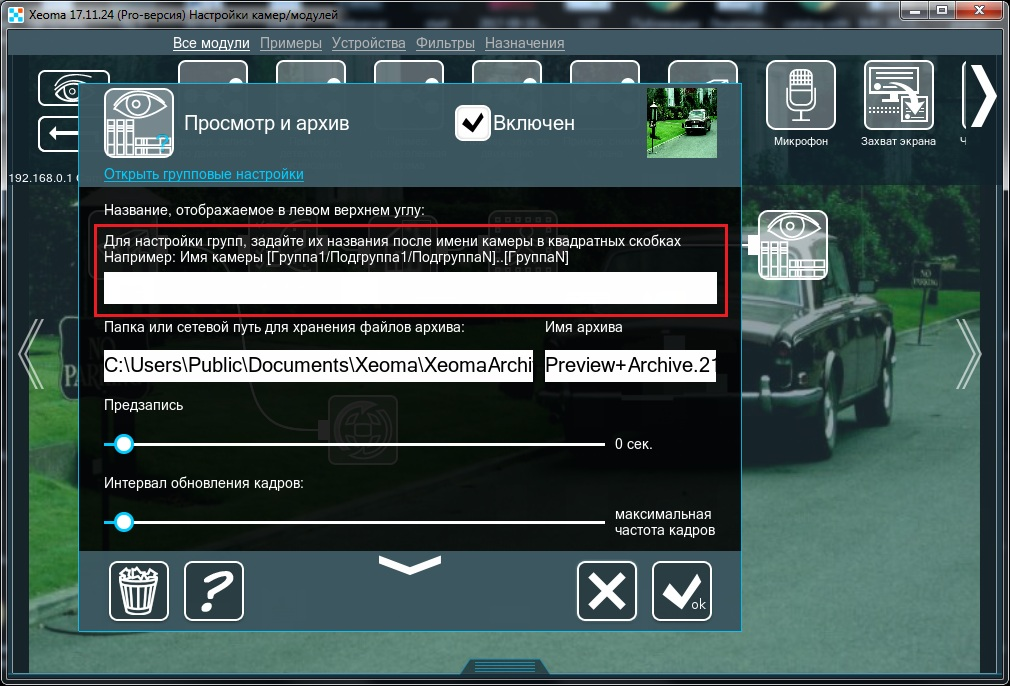 Xeoma 17.11.24 (Pro-версия) Настройки камер/модулей
Все модули Примеры Устройства Фильтры Назначения
Просмотр и архив
Включен
Микрофон
Захват экрана
Ч
Открыть групповые настройки
192.168.0.1
Название, отображаемое в левом верхнем углу:
Для настройки групп, задайте их названия после имени камеры в квадратных скобках
Например: Имя камеры [Группа1/Подгруппа1/ПодгруппаN]..[ГруппаN]
NO
PARKING
Папка или сетевой путь для хранения файлов архива:
Имя архива
C:\Users\Public\Documents\Xeoma\XeomaArchi
Preview+Archive.21
Предзапись
0 сек.
Интервал обновления кадров:
максимальная
частота кадров
ok